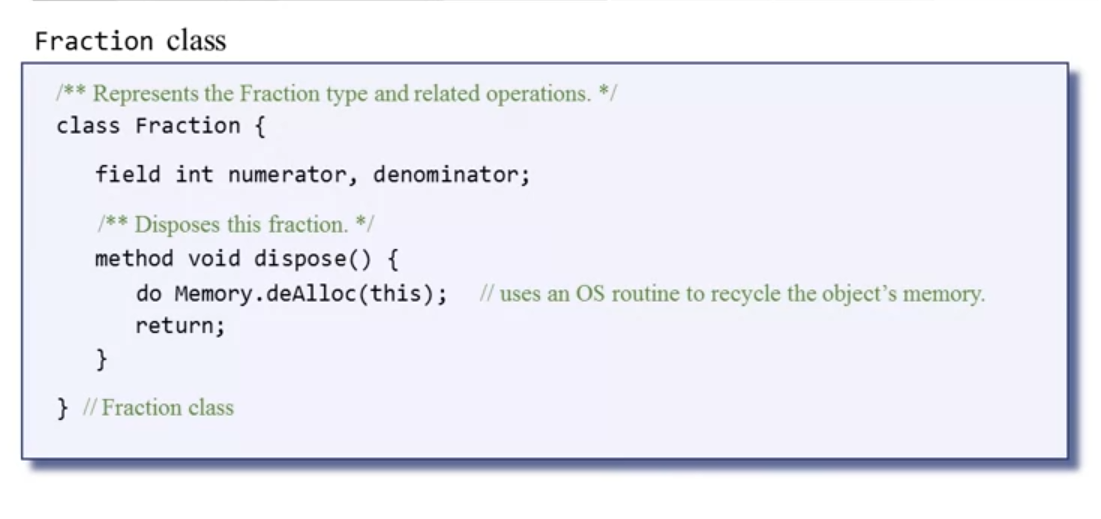 Fraction class
/** Represents the Fraction type and related operations. */
class Fraction {
field int numerator, denominator;
/** Disposes this fraction. */
method void dispose() {
do Memory.deAlloc(this); // uses an OS routine to recycle the object’s memory.
return;
}
} // Fraction class